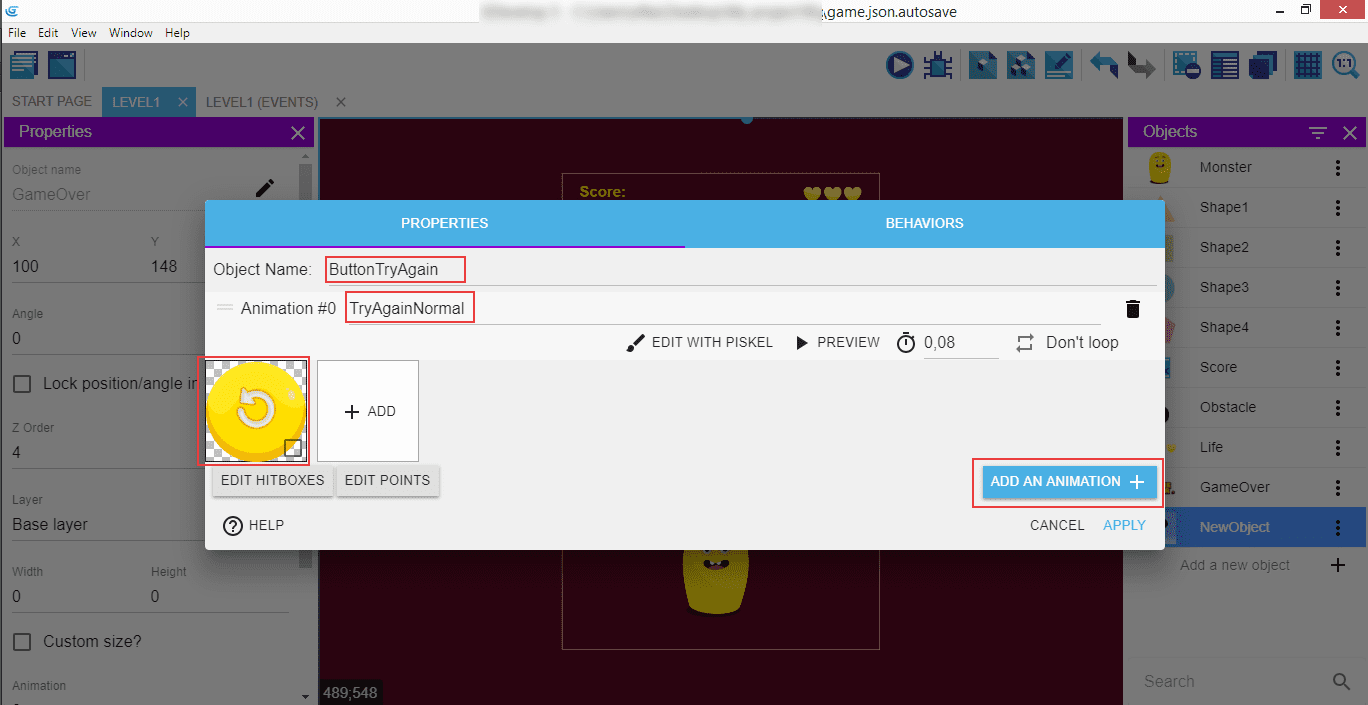 \game.json.autosave
File Edit View Window Help
1:1
START PAGE LEVEL1 LEVEL1 (EVENTS)
Properties
Objects
Object name
GameOver
X Y
100 148
Angle
0
Lock position/angle in
Z Order
4
Layer
Base layer
Width Height
0 0
Custom size?
Animation
Score:
PROPERTIES BEHAVIORS
Object Name: ButtonTryAgain
Animation #0 TryAgainNormal
EDIT WITH PISKEL PREVIEW 0,08 Don't loop
ADD
EDIT HITBOXES EDIT POINTS
ADD AN ANIMATION
HELP
CANCEL APPLY
489;548
Monster
Shape1
Shape2
Shape3
Shape4
Score
Obstacle
Life
GameOver
NewObject
Add a new object
Search